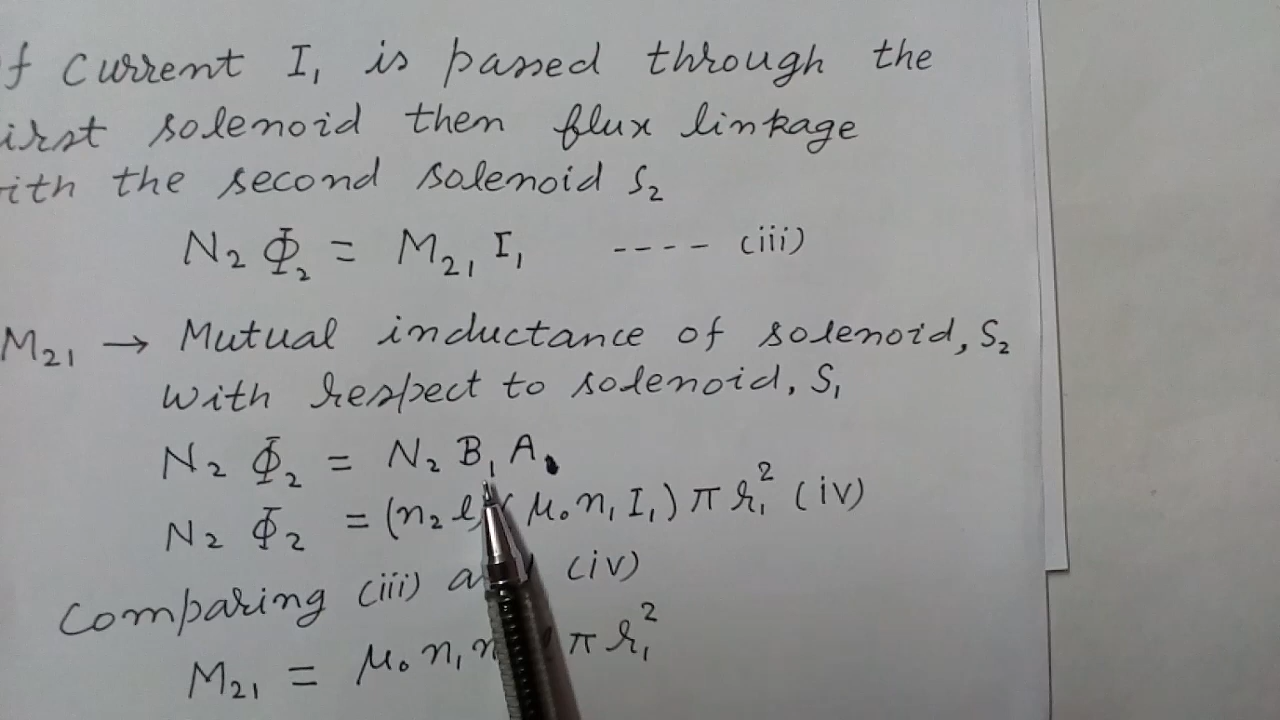 f current I₁ is passed through the
irst solenoid then flux linkage
ith the second solenoid S₂
N₂ Φ₂ = M₂₁ I₁ ---- (iii)
M₂₁ → Mutual inductance of solenoid, S₂
with respect to solenoid, S₁
N₂ Φ₂ = N₂ B₁ A
N₂ Φ₂ = (n₂ l)(μ₀ n₁ I₁) π r₁² (iv)
Comparing (iii) (iv)
M₂₁ = μ₀ n₁ n π r₁²